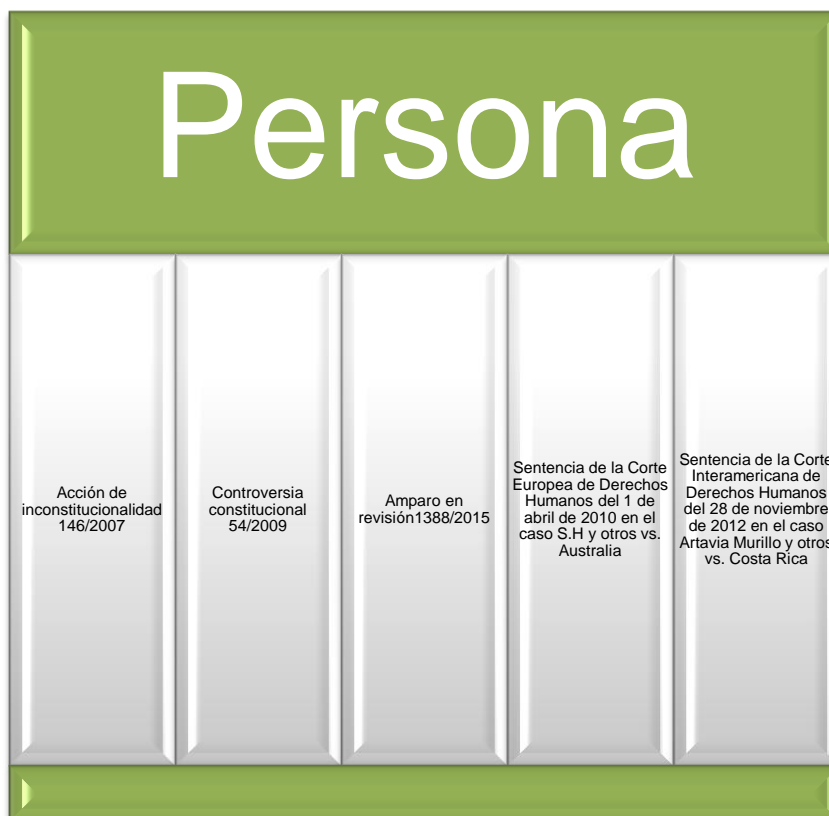 Persona
Acción de
inconstitucionalidad
146/2007
Controversia
constitucional
54/2009
Amparo en
revisión1388/2015
Sentencia de la Corte
Europea de Derechos
Humanos del 1 de
abril de 2010 en el
caso S.H y otros vs.
Australia
Sentencia de la Corte
Interamericana de
Derechos Humanos
del 28 de noviembre
de 2012 en el caso
Artavia Murillo y otros
vs. Costa Rica